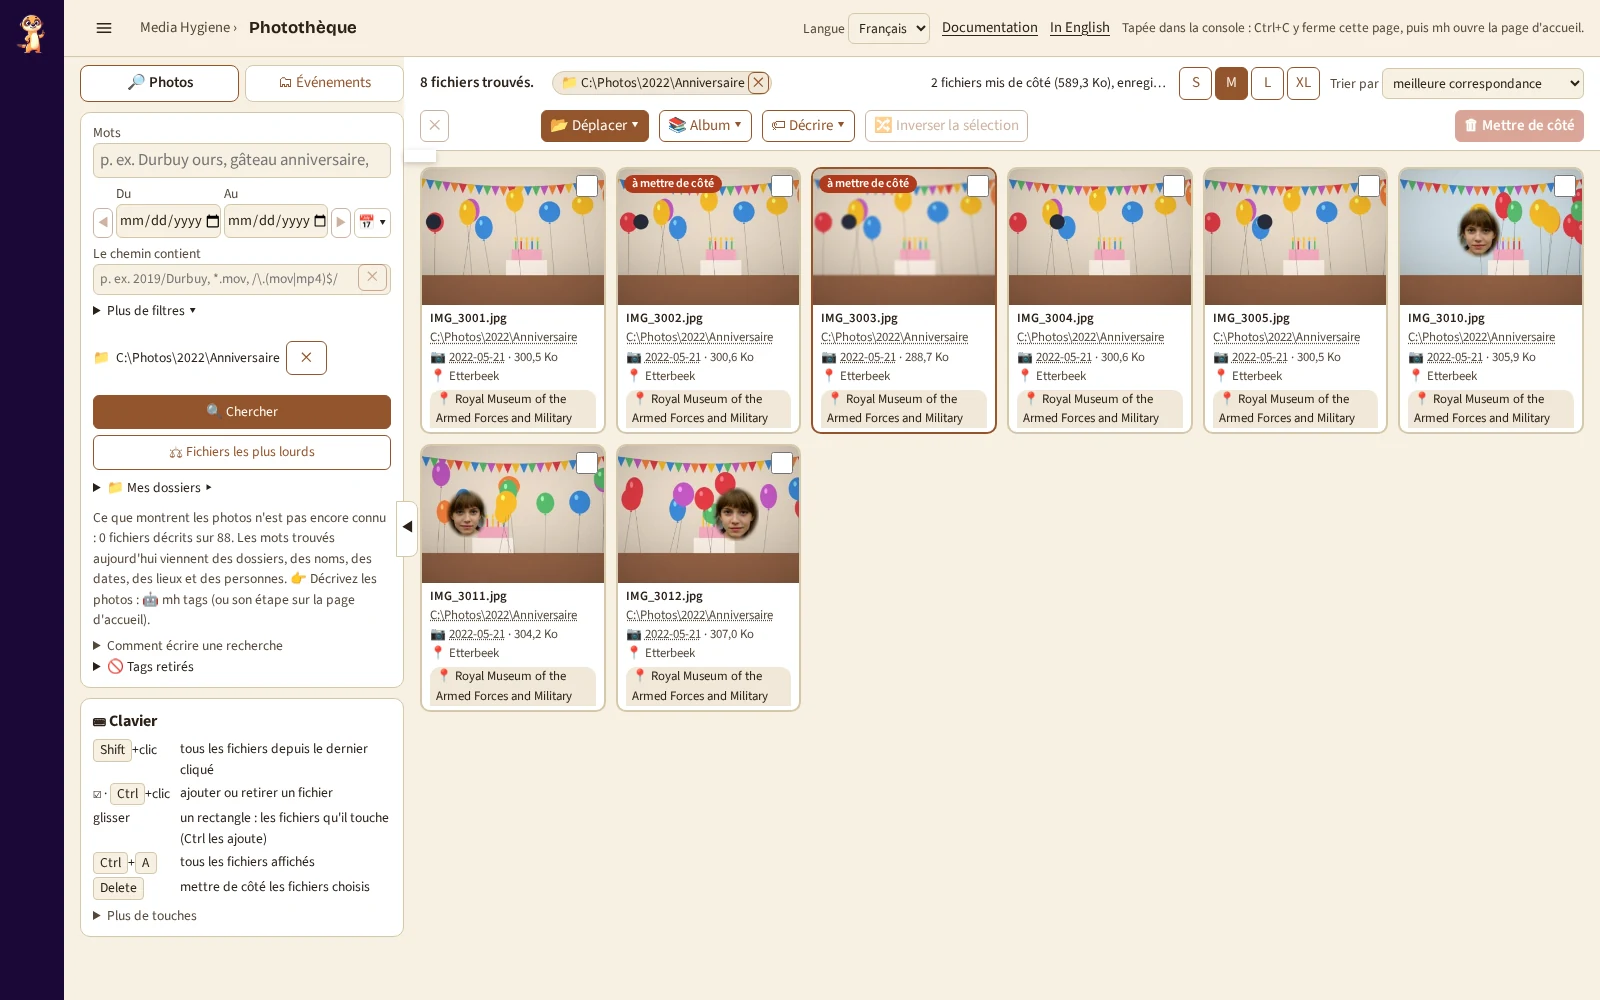 Media Hygiene › Photothèque
Langue Français Documentation In English Tapée dans la console : Ctrl+C y ferme cette page, puis mh ouvre la page d'accueil.
🔎 Photos
🗂 Événements
Mots
p. ex. Durbuy ours, gâteau anniversaire,
Du Au
mm/dd/yyyy mm/dd/yyyy
Le chemin contient
p. ex. 2019/Durbuy, *.mov, /\.(mov|mp4)$/
Plus de filtres
C:\Photos\2022\Anniversaire
Chercher
Fichiers les plus lourds
Mes dossiers
Ce que montrent les photos n'est pas encore connu
: 0 fichiers décrits sur 88. Les mots trouvés
aujourd'hui viennent des dossiers, des noms, des
dates, des lieux et des personnes. 👉 Décrivez les
photos : 🤖 mh tags (ou son étape sur la page
d'accueil).
Comment écrire une recherche
Tags retirés
Clavier
Shift+clic tous les fichiers depuis le dernier
cliqué
Ctrl+clic ajouter ou retirer un fichier
glisser un rectangle : les fichiers qu'il touche
(Ctrl les ajoute)
Ctrl+A tous les fichiers affichés
Delete mettre de côté les fichiers choisis
Plus de touches
8 fichiers trouvés. C:\Photos\2022\Anniversaire 2 fichiers mis de côté (589,3 Ko), enregi… S M L XL Trier par meilleure correspondance
Déplacer Album Décrire Inverser la sélection Mettre de côté
IMG_3001.jpg
C:\Photos\2022\Anniversaire
2022-05-21 · 300,5 Ko
Etterbeek
Royal Museum of the
Armed Forces and Military
à mettre de côté
IMG_3002.jpg
C:\Photos\2022\Anniversaire
2022-05-21 · 300,6 Ko
Etterbeek
Royal Museum of the
Armed Forces and Military
à mettre de côté
IMG_3003.jpg
C:\Photos\2022\Anniversaire
2022-05-21 · 288,7 Ko
Etterbeek
Royal Museum of the
Armed Forces and Military
IMG_3004.jpg
C:\Photos\2022\Anniversaire
2022-05-21 · 300,6 Ko
Etterbeek
Royal Museum of the
Armed Forces and Military
IMG_3005.jpg
C:\Photos\2022\Anniversaire
2022-05-21 · 300,5 Ko
Etterbeek
Royal Museum of the
Armed Forces and Military
IMG_3010.jpg
C:\Photos\2022\Anniversaire
2022-05-21 · 305,9 Ko
Etterbeek
Royal Museum of the
Armed Forces and Military
IMG_3011.jpg
C:\Photos\2022\Anniversaire
2022-05-21 · 304,2 Ko
Etterbeek
Royal Museum of the
Armed Forces and Military
IMG_3012.jpg
C:\Photos\2022\Anniversaire
2022-05-21 · 307,0 Ko
Etterbeek
Royal Museum of the
Armed Forces and Military